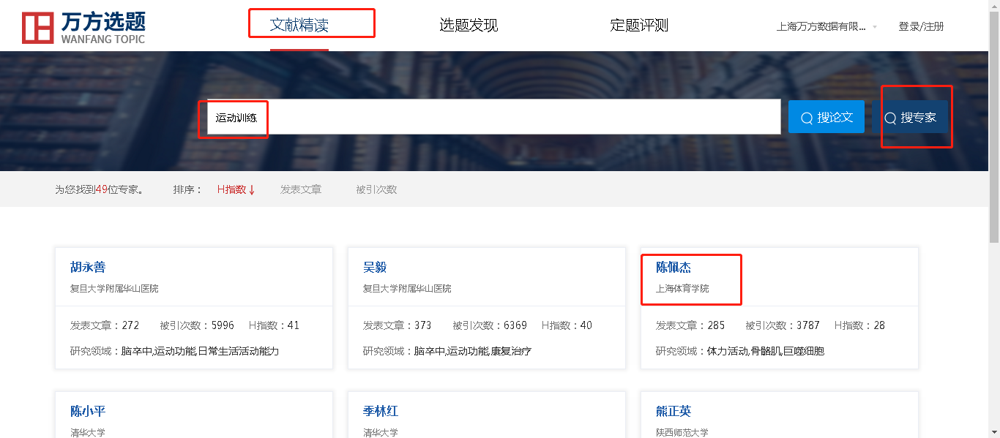 万方选题
WANFANG TOPIC
文献精读 选题发现 定题评测 上海万方数据有限... 登录/注册
运动训练 搜论文 搜专家
为您找到49位专家。 排序： H指数↓ 发表文章 被引次数
胡永善 吴毅 陈佩杰
复旦大学附属华山医院 复旦大学附属华山医院 上海体育学院
发表文章：272 被引次数：5996 H指数：41 发表文章：373 被引次数：6369 H指数：40 发表文章：285 被引次数：3787 H指数：28
研究领域：脑卒中,运动功能,日常生活活动能力 研究领域：脑卒中,运动功能,康复治疗 研究领域：体力活动,骨骼肌,巨噬细胞
陈小平 季林红 熊正英
清华大学 清华大学 陕西师范大学